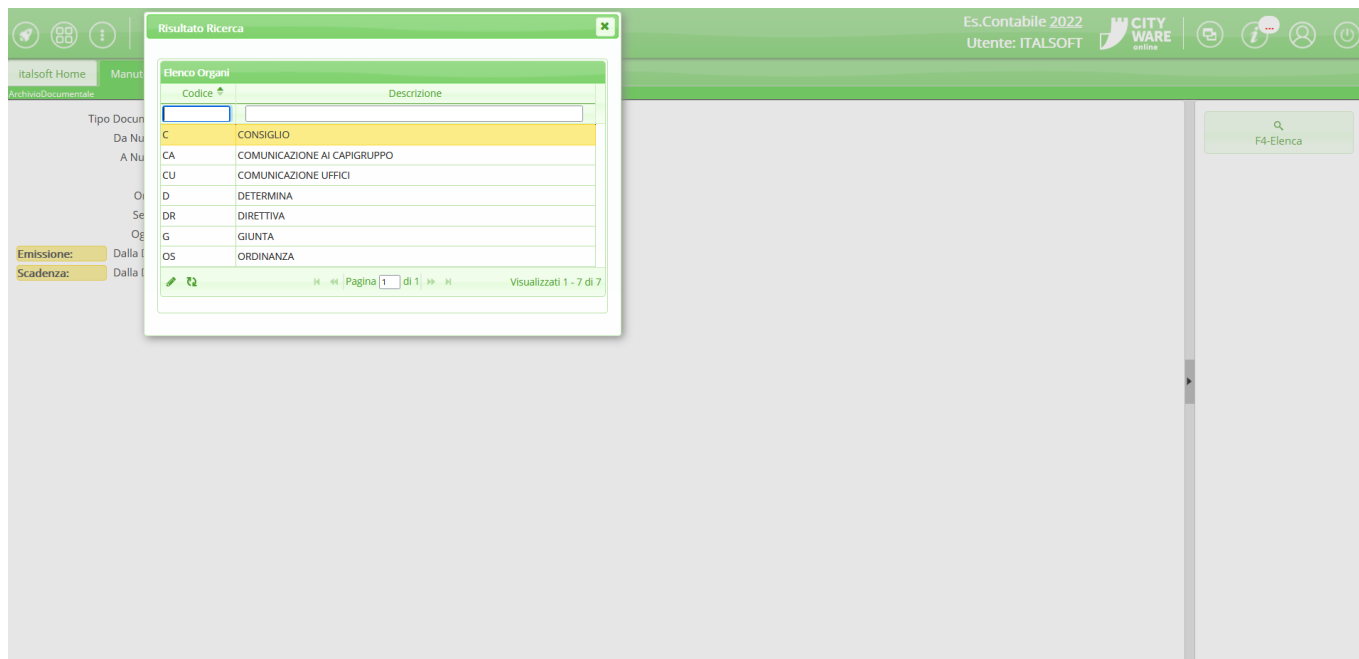 Risultato Ricerca
Es.Contabile 2022
Utente: ITALSOFT
CITY
WARE
online
i
...
italsoft Home
Manut
Elenco Organi
ArchivioDocumentale
Codice Descrizione
Tipo Docum
Da Nu
A Nu
Se
Og
Emissione: Dalla
Scadenza: Dalla
C CONSIGLIO
CA COMUNICAZIONE AI CAPIGRUPPO
CU COMUNICAZIONE UFFICI
D DETERMINA
DR DIRETTIVA
G GIUNTA
OS ORDINANZA
Pagina 1 di 1 Visualizzati 1 - 7 di 7
F4-Elenca